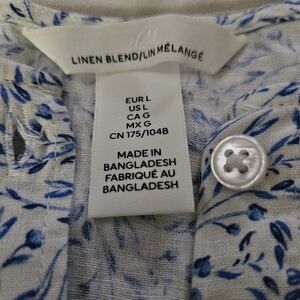 H&M
LINEN BLEND/LIN MÉLANGÉ
EUR L
US L
CA G
MX G
CN 175/104B
MADE IN
BANGLADESH
FABRIQUÉ AU
BANGLADESH